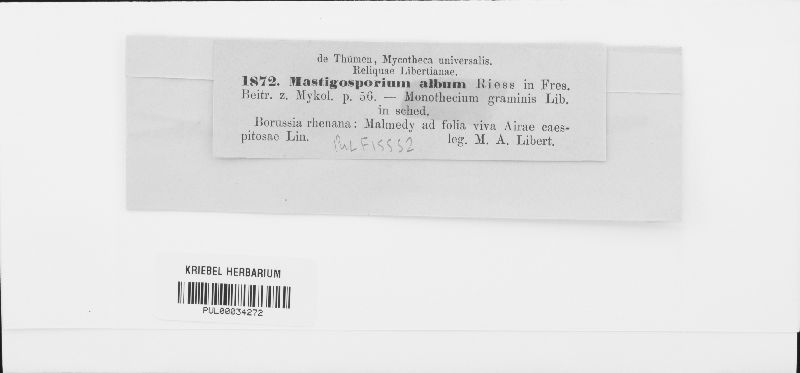 de Thümen, Mycotheca universalis.
Reliquae Libertianae.
1872. Mastigosporium album Riess in Fres.
Beitr. z. Mykol. p. 56. — Monothecium graminis Lib.
in sched.
Borussia rhenana: Malmedy ad folia viva Airae caes-
pitosae Lin. leg. M. A. Libert.
PUL F15552
KRIEBEL HERBARIUM
PUL00034272